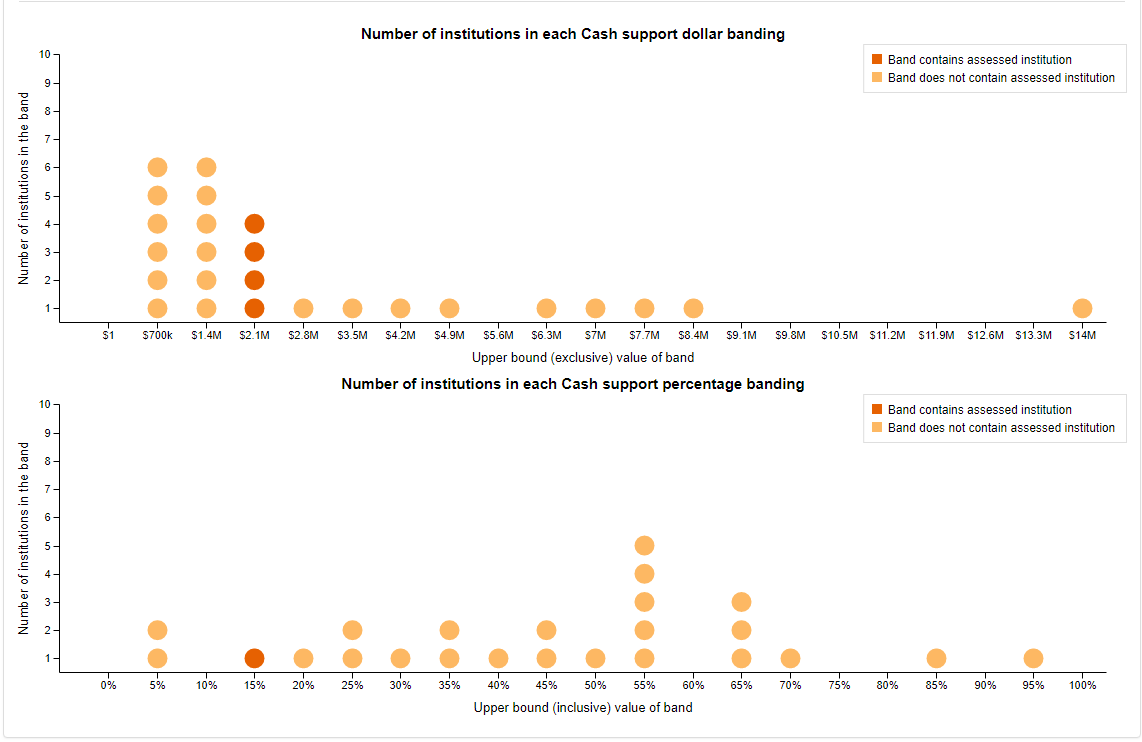 Number of institutions in each Cash support dollar banding
Band contains assessed institution
Band does not contain assessed institution
Number of institutions in the band
10
9
8
7
6
5
4
3
2
1
$1 $700k $1.4M $2.1M $2.8M $3.5M $4.2M $4.9M $5.6M $6.3M $7M $7.7M $8.4M $9.1M $9.8M $10.5M $11.2M $11.9M $12.6M $13.3M $14M
Upper bound (exclusive) value of band
Number of institutions in each Cash support percentage banding
Band contains assessed institution
Band does not contain assessed institution
Number of institutions in the band
10
9
8
7
6
5
4
3
2
1
0% 5% 10% 15% 20% 25% 30% 35% 40% 45% 50% 55% 60% 65% 70% 75% 80% 85% 90% 95% 100%
Upper bound (inclusive) value of band